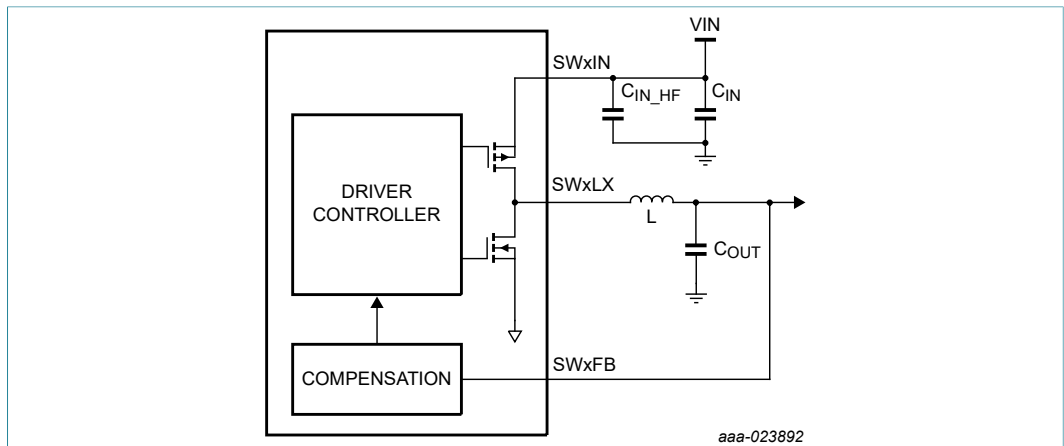 VIN
SWxIN
CIN_HF
CIN
DRIVER
CONTROLLER
SWxLX
L
COUT
COMPENSATION
SWxFB
aaa-023892